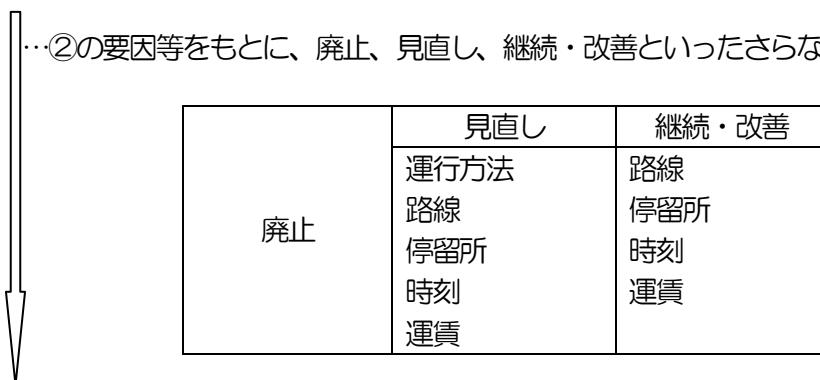 …②の要因等をもとに、廃止、見直し、継続・改善といったさらな
見直し 継続・改善
廃止
運行方法 路線
路線 停留所
停留所 時刻
時刻 運賃
運賃